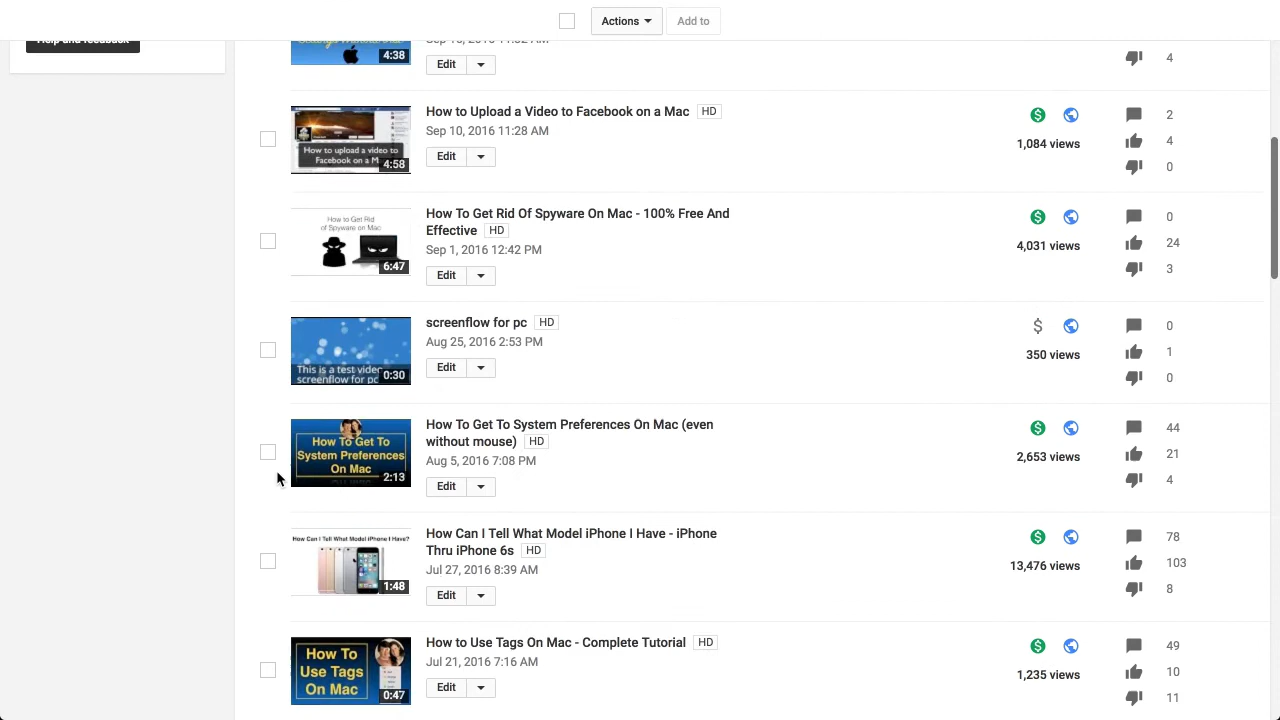 Actions
Add to
Help and feedback
4:38
Edit
4
How to upload a video to
Facebook on a M
4:58
How to Upload a Video to Facebook on a Mac HD
Sep 10, 2016 11:28 AM
Edit
1,084 views
2
4
0
How to Get Rid
of Spyware on Mac
6:47
How To Get Rid Of Spyware On Mac - 100% Free And
Effective HD
Sep 1, 2016 12:42 PM
Edit
$
4,031 views
0
24
3
This is a test video
screenflow for pc
0:30
screenflow for pc HD
Aug 25, 2016 2:53 PM
Edit
$
350 views
0
1
0
How To Get To
System Preferences
On Mac
2:13
How To Get To System Preferences On Mac (even
without mouse) HD
Aug 5, 2016 7:08 PM
Edit
$
2,653 views
44
21
4
How Can I Tell What Model iPhone I Have?
1:48
How Can I Tell What Model iPhone I Have - iPhone
Thru iPhone 6s HD
Jul 27, 2016 8:39 AM
Edit
$
13,476 views
78
103
8
How To
Use Tags
On Mac
0:47
How to Use Tags On Mac - Complete Tutorial HD
Jul 21, 2016 7:16 AM
Edit
$
1,235 views
49
10
11